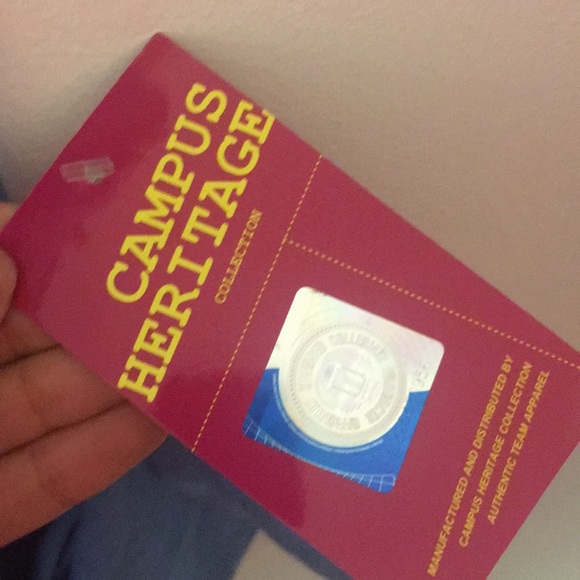 CAMPUS
HERITAGE
COLLECTION
MANUFACTURED AND DISTRIBUTED BY
CAMPUS HERITAGE COLLECTION
AUTHENTIC TEAM APPAREL